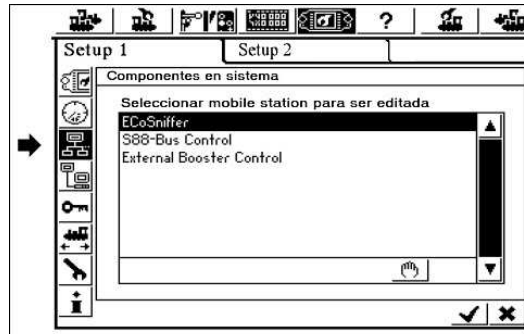 ?
Setup 1
Setup 2
Componentes en sistema
Seleccionar mobile station para ser editada
ECoSniffer
S88-Bus Control
External Booster Control